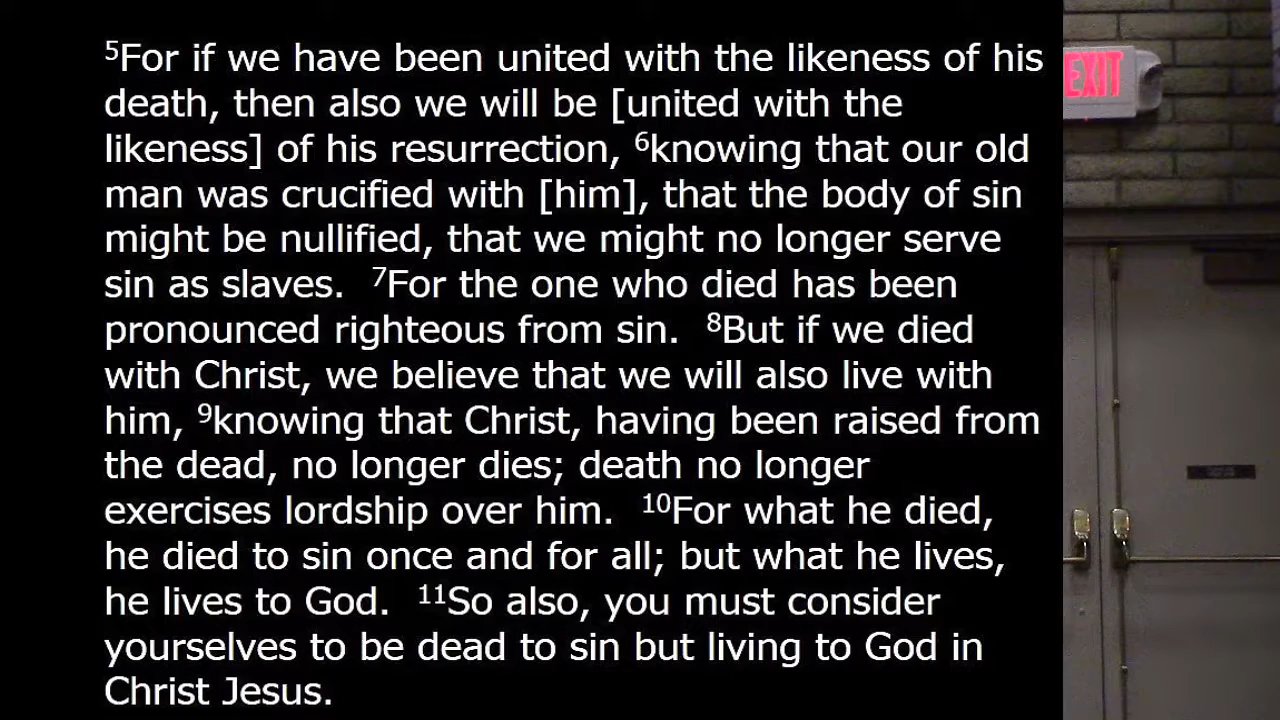 ⁵For if we have been united with the likeness of his
death, then also we will be [united with the
likeness] of his resurrection, ⁶knowing that our old
man was crucified with [him], that the body of sin
might be nullified, that we might no longer serve
sin as slaves. ⁷For the one who died has been
pronounced righteous from sin. ⁸But if we died
with Christ, we believe that we will also live with
him, ⁹knowing that Christ, having been raised from
the dead, no longer dies; death no longer
exercises lordship over him. ¹⁰For what he died,
he died to sin once and for all; but what he lives,
he lives to God. ¹¹So also, you must consider
yourselves to be dead to sin but living to God in
Christ Jesus.
EXIT